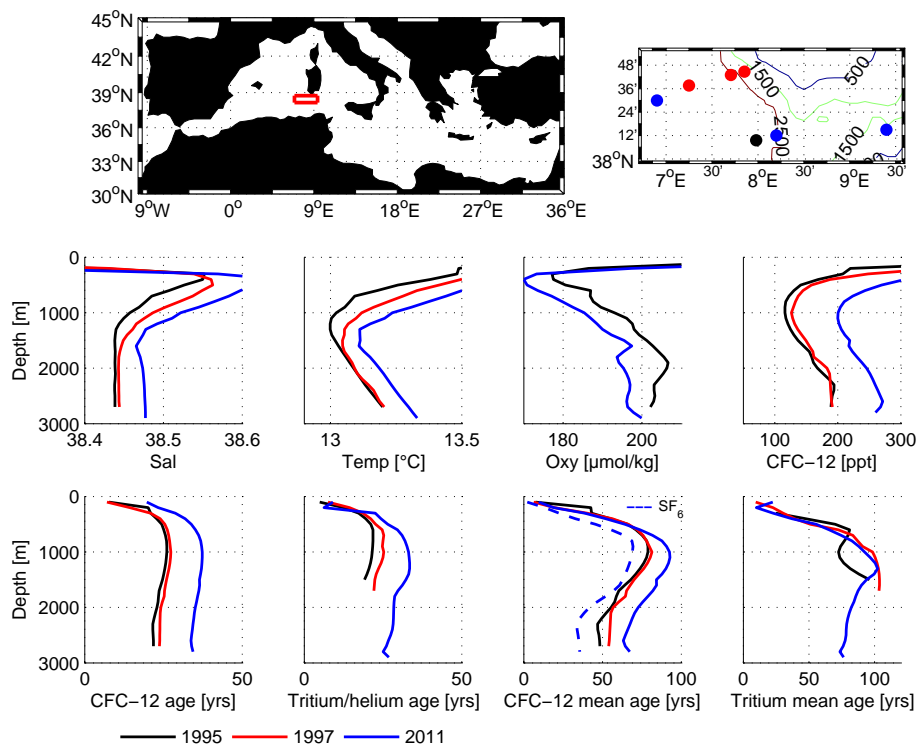 45°N
42°N
39°N
36°N
33°N
30°N
9°W 0° 9°E 18°E 27°E 36°E
48'
36'
24'
12'
38°N
7°E 30' 8°E 30' 9°E 30'
1500
500
2500
1500
0
1000
2000
3000
Depth [m]
38.4 38.5 38.6
Sal
13 13.5
Temp [°C]
180 200
Oxy [µmol/kg]
100 200 300
CFC−12 [ppt]
0
1000
2000
3000
Depth [m]
0 50
CFC−12 age [yrs]
0 50
Tritium/helium age [yrs]
SF6
0 50 100
CFC−12 mean age [yrs]
0 50 100
Tritium mean age [yrs]
1995 1997 2011